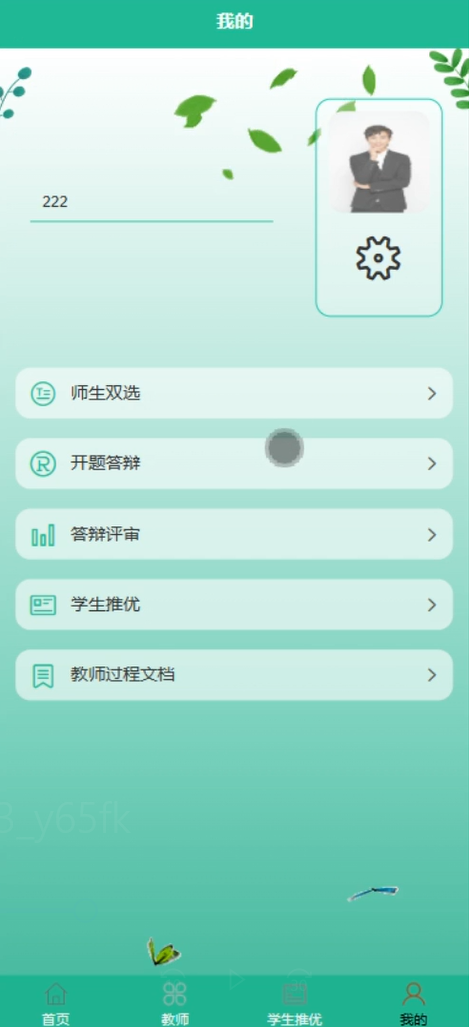 我的
222
师生双选
开题答辩
答辩评审
学生推优
教师过程文档
3_y65fk
首页
教师
学生推优
我的